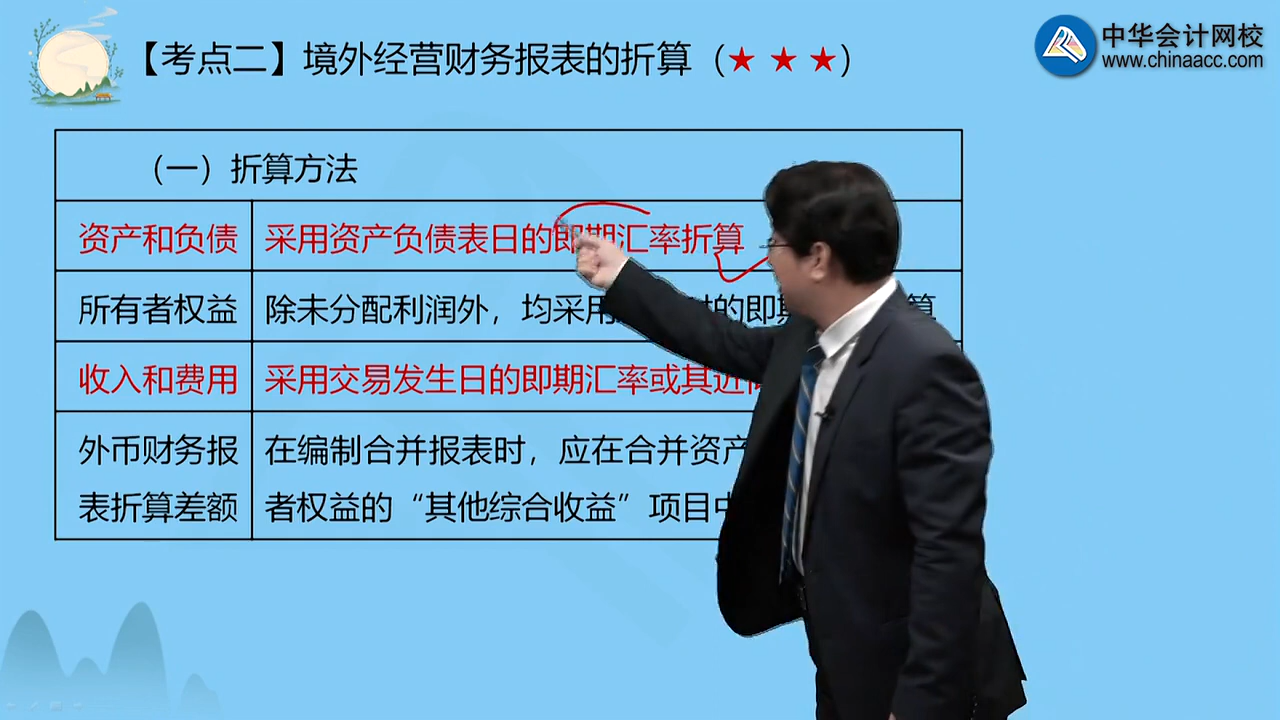 【考点二】境外经营财务报表的折算（★ ★ ★）
中华会计网校
www.chinaacc.com
（一）折算方法
资产和负债 采用资产负债表日的即期汇率折算
所有者权益 除未分配利润外，均采用 时的即 算
收入和费用 采用交易发生日的即期汇率或其近
外币财务报 在编制合并报表时，应在合并资产
表折算差额 者权益的“其他综合收益”项目